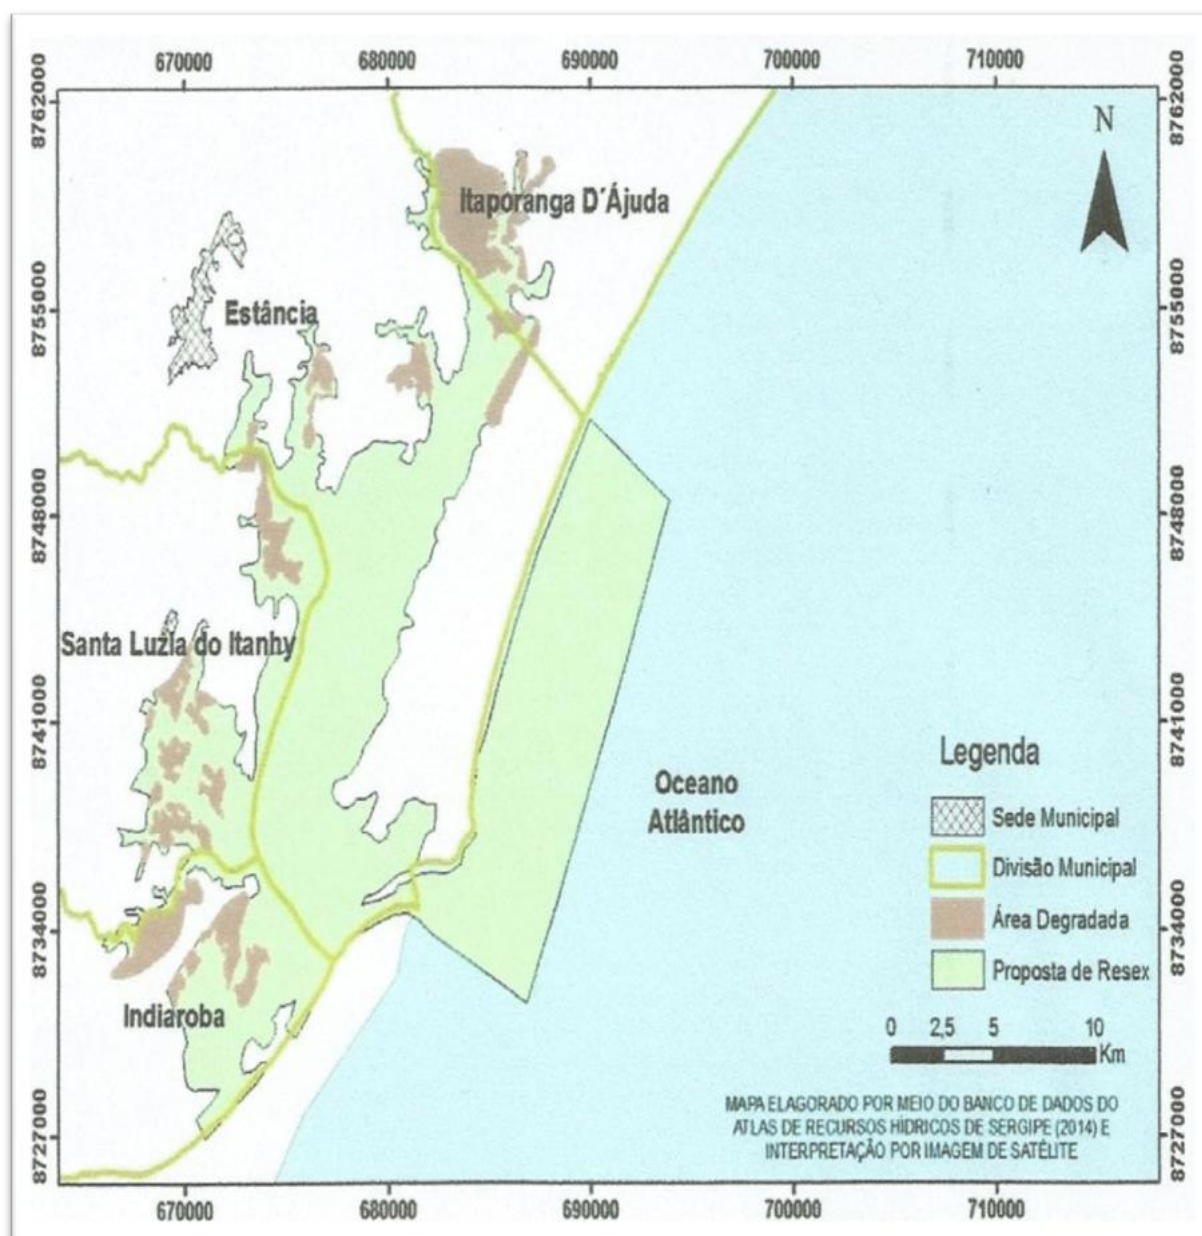 670000 680000 690000 700000 710000
8762000 8762000
N
Itaporanga D´Ájuda
Estância
8755000 8755000
8748000 8748000
Santa Luzia do Itanhy
8741000 8741000
Oceano
Atlântico
Legenda
Sede Municipal
Divisão Municipal
Área Degradada
Proposta de Resex
8734000 8734000
Indiaroba
0 2,5 5 10
Km
MAPA ELAGORADO POR MEIO DO BANCO DE DADOS DO
ATLAS DE RECURSOS HÍDRICOS DE SERGIPE (2014) E
INTERPRETAÇÃO POR IMAGEM DE SATÉLITE
8727000 8727000
670000 680000 690000 700000 710000